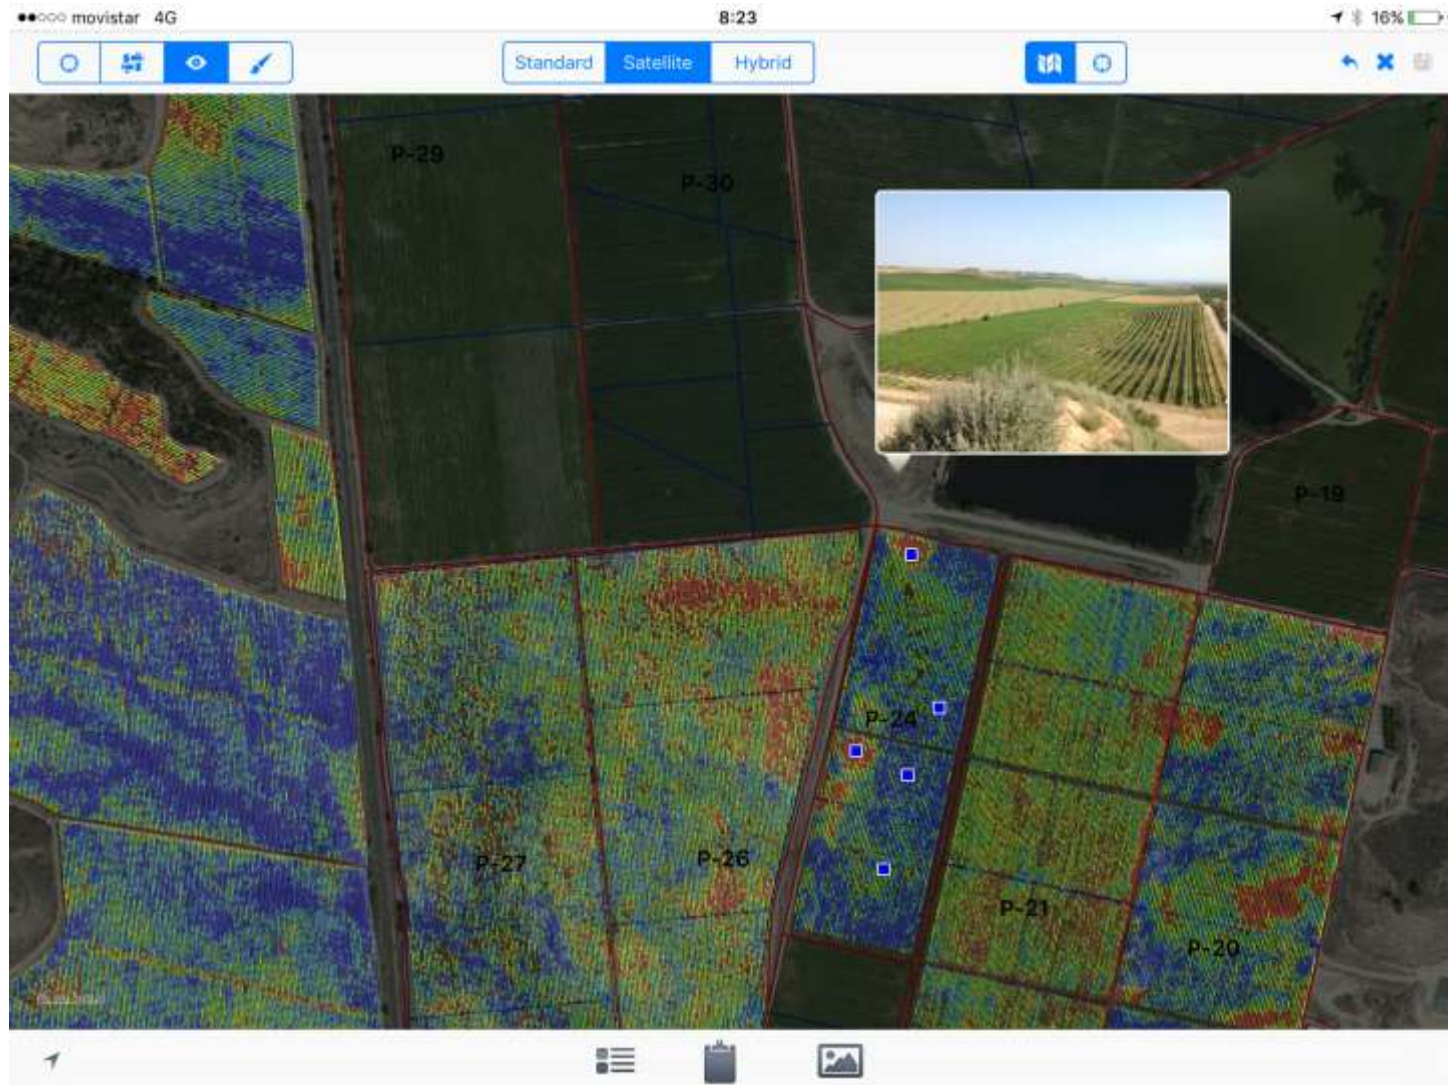 movistar 4G 8:23 16%
Standard Satellite Hybrid
P-29
P-30
P-19
P-24
P-27
P-26
P-21
P-20